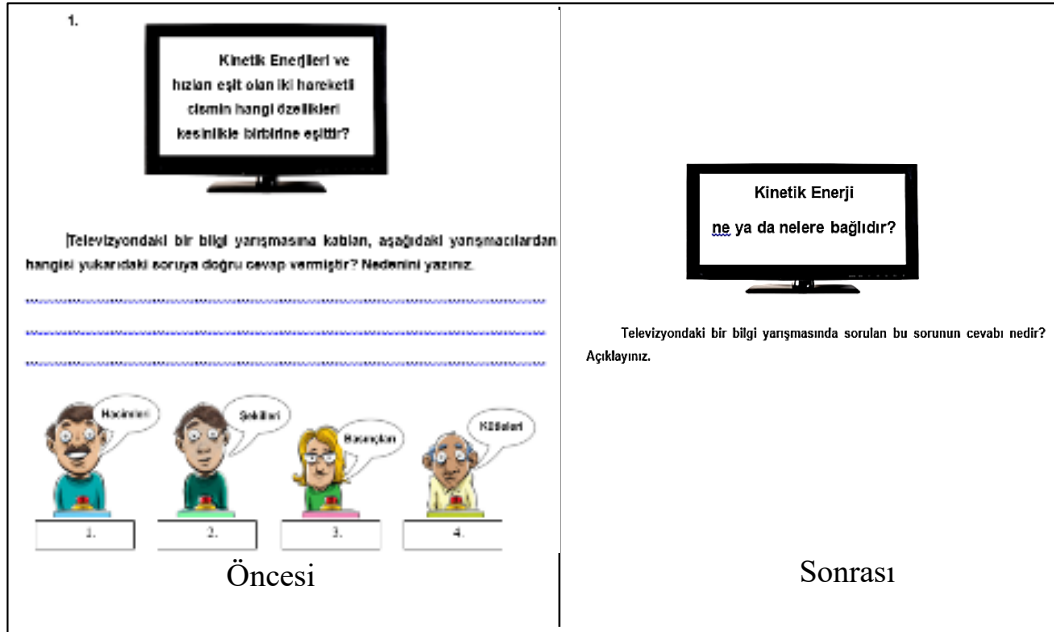 1.
Kinetik Enerjileri ve
hızları eşit olan iki hareketli
cismin hangi özellikleri
kesinlikle birbirine eşittir?
Televizyondaki bir bilgi yarışmasına katılan, aşağıdaki yarışmacılardan
hangisi yukarıdaki soruya doğru cevap vermiştir? Nedenini yazınız.
Hacimleri
Şekilleri
Basınçları
Kütleleri
1.
2.
3.
4.
Öncesi
Kinetik Enerji
ne ya da nelere bağlıdır?
Televizyondaki bir bilgi yarışmasında sorulan bu sorunun cevabı nedir?
Açıklayınız.
Sonrası